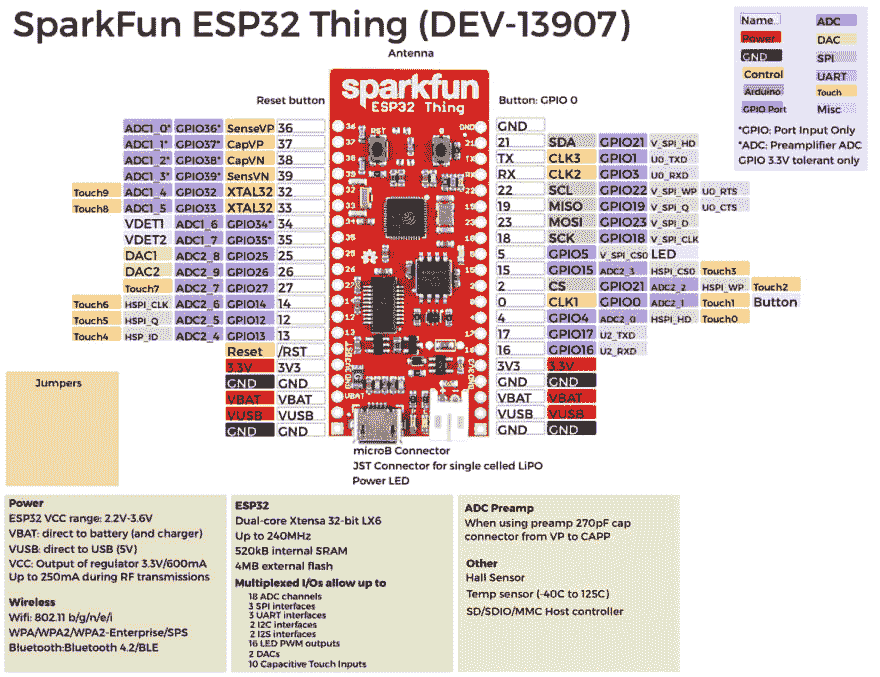 SparkFun ESP32 Thing (DEV-13907)
Antenna
Reset button
Button: GPIO 0
Name ADC
Power DAC
GND SPI
Control UART
Arduino Touch
GPIO Port Misc
*GPIO: Port Input Only
*ADC: Preamplifier ADC
GPIO 3.3V tolerant only
sparkfun
ESP32 Thing
RST 0
ADC1_0* GPIO36* SenseVP 36
ADC1_1* GPIO37* CapVP 37
ADC1_2* GPIO38* CapVN 38
ADC1_3* GPIO39* SensVN 39
Touch9 ADC1_4 GPIO32 XTAL32 32
Touch8 ADC1_5 GPIO33 XTAL32 33
VDET1 ADC1_6 GPIO34* 34
VDET2 ADC1_7 GPIO35* 35
DAC1 ADC2_8 GPIO25 25
DAC2 ADC2_9 GPIO26 26
Touch7 ADC2_7 GPIO27 27
Touch6 HSPI_CLK ADC2_6 GPIO14 14
Touch5 HSPI_Q ADC2_5 GPIO12 12
Touch4 HSP_ID ADC2_4 GPIO13 13
Reset /RST
3.3V 3V3
GND GND
VBAT VBAT
VUSB VUSB
GND GND
GND
21 SDA GPIO21 V_SPI_HD
TX CLK3 GPIO1 U0_TXD
RX CLK2 GPIO3 U0_RXD
22 SCL GPIO22 V_SPI_WP U0_RTS
19 MISO GPIO19 V_SPI_Q U0_CTS
23 MOSI GPIO23 V_SPI_D
18 SCK GPIO18 V_SPI_CLK
5 GPIO5 V_SPI_CS0 LED
15 GPIO15 ADC2_3 HSPI_CS0 Touch3
2 CS GPIO21 ADC2_2 HSPI_WP Touch2
0 CLK1 GPIO0 ADC2_1 Touch1 Button
4 GPIO4 ADC2_0 HSPI_HD Touch0
17 GPIO17 U2_TXD
16 GPIO16 U2_RXD
3V3 3.3V
GND GND
VBAT VBAT
VUSB VUSB
GND GND
microB Connector
JST Connector for single celled LiPO
Power LED
Jumpers
Power
ESP32 VCC range: 2.2V-3.6V
VBAT: direct to battery (and charger)
VUSB: direct to USB (5V)
VCC: Output of regulator 3.3V/600mA
Up to 250mA during RF transmissions
Wireless
Wifi: 802.11 b/g/n/e/i
WPA/WPA2/WPA2-Enterprise/SPS
Bluetooth:Bluetooth 4.2/BLE
ESP32
Dual-core Xtensa 32-bit LX6
Up to 240MHz
520kB internal SRAM
4MB external flash
Multiplexed I/Os allow up to
18 ADC channels
3 SPI interfaces
3 UART interfaces
2 I2C interfaces
2 I2S interfaces
16 LED PWM outputs
2 DACs
10 Capacitive Touch Inputs
ADC Preamp
When using preamp 270pF cap
connector from VP to CAPP
Other
Hall Sensor
Temp sensor (-40C to 125C)
SD/SDIO/MMC Host controller